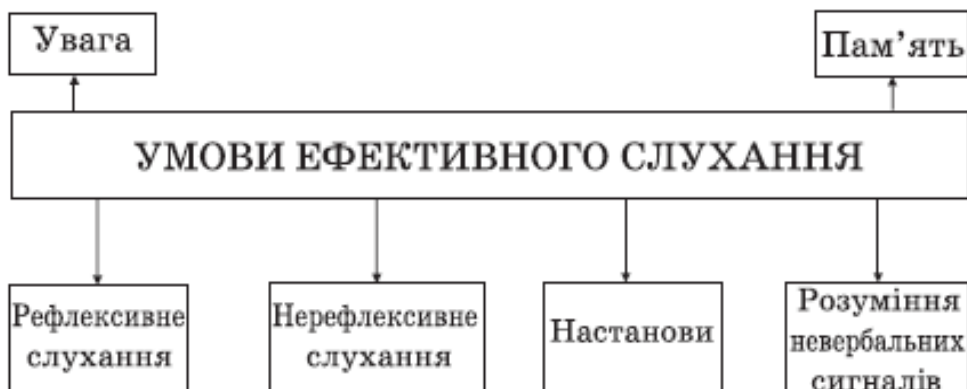 Увага
Пам’ять
УМОВИ ЕФЕКТИВНОГО СЛУХАННЯ
Рефлексивне
слухання
Нерефлексивне
слухання
Настанови
Розуміння
невербальних
сигналів